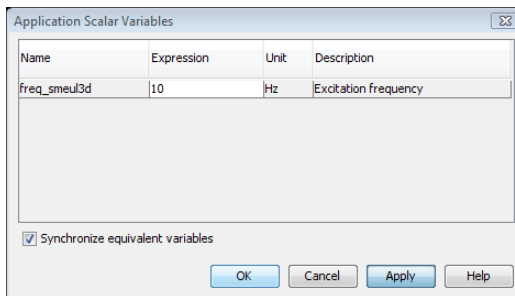 Application Scalar Variables
Name Expression Unit Description
freq_smeul3d 10 Hz Excitation frequency
Synchronize equivalent variables
OK Cancel Apply Help